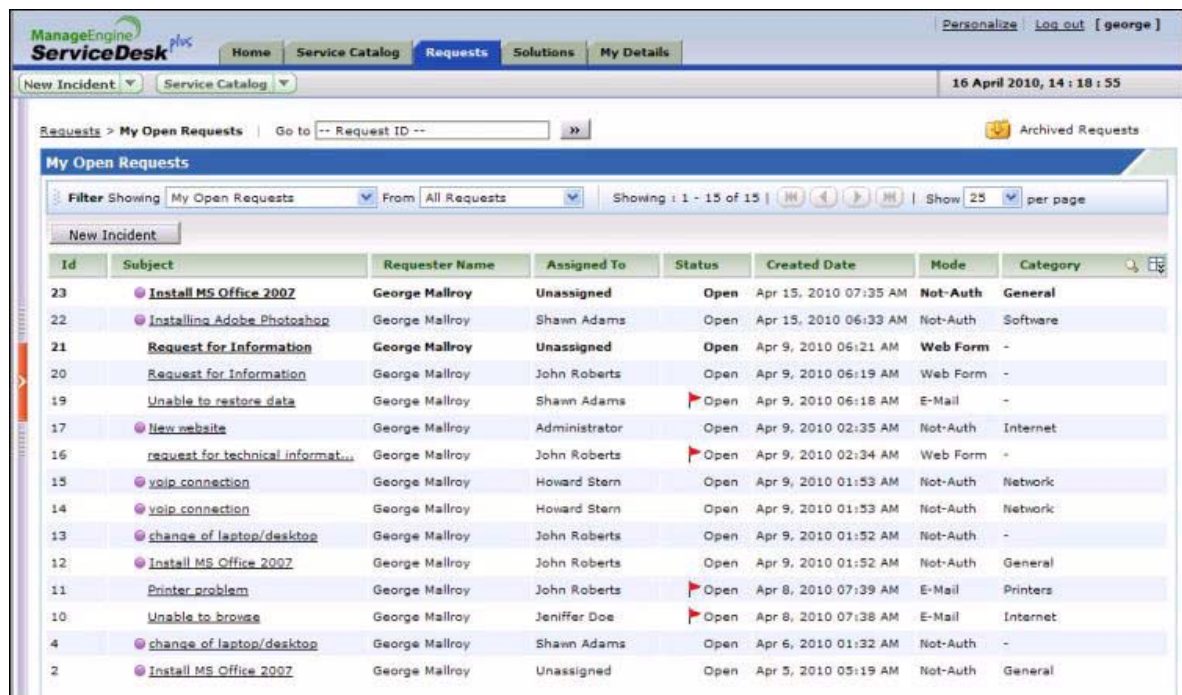 ManageEngine
ServiceDesk plus
Personalize Log out [ george ]
Home Service Catalog Requests Solutions My Details
New Incident Service Catalog 16 April 2010, 14 : 18 : 55
Requests > My Open Requests | Go to -- Request ID -- » Archived Requests
My Open Requests
Filter Showing My Open Requests From All Requests Showing : 1 - 15 of 15 | | Show 25 per page
New Incident
Id Subject Requester Name Assigned To Status Created Date Mode Category
23 Install MS Office 2007 George Mallroy Unassigned Open Apr 15, 2010 07:35 AM Not-Auth General
22 Installing Adobe Photoshop George Mallroy Shawn Adams Open Apr 15, 2010 06:33 AM Not-Auth Software
21 Request for Information George Mallroy Unassigned Open Apr 9, 2010 06:21 AM Web Form -
20 Request for Information George Mallroy John Roberts Open Apr 9, 2010 06:19 AM Web Form -
19 Unable to restore data George Mallroy Shawn Adams Open Apr 9, 2010 06:18 AM E-Mail -
17 New website George Mallroy Administrator Open Apr 9, 2010 02:35 AM Not-Auth Internet
16 request for technical informat... George Mallroy John Roberts Open Apr 9, 2010 02:34 AM Web Form -
15 voip connection George Mallroy Howard Stern Open Apr 9, 2010 01:53 AM Not-Auth Network
14 voip connection George Mallroy Howard Stern Open Apr 9, 2010 01:53 AM Not-Auth Network
13 change of laptop/desktop George Mallroy John Roberts Open Apr 9, 2010 01:52 AM Not-Auth -
12 Install MS Office 2007 George Mallroy John Roberts Open Apr 9, 2010 01:52 AM Not-Auth General
11 Printer problem George Mallroy John Roberts Open Apr 8, 2010 07:39 AM E-Mail Printers
10 Unable to browse George Mallroy Jeniffer Doe Open Apr 8, 2010 07:38 AM E-Mail Internet
4 change of laptop/desktop George Mallroy Shawn Adams Open Apr 6, 2010 01:32 AM Not-Auth -
2 Install MS Office 2007 George Mallroy Unassigned Open Apr 5, 2010 05:19 AM Not-Auth General